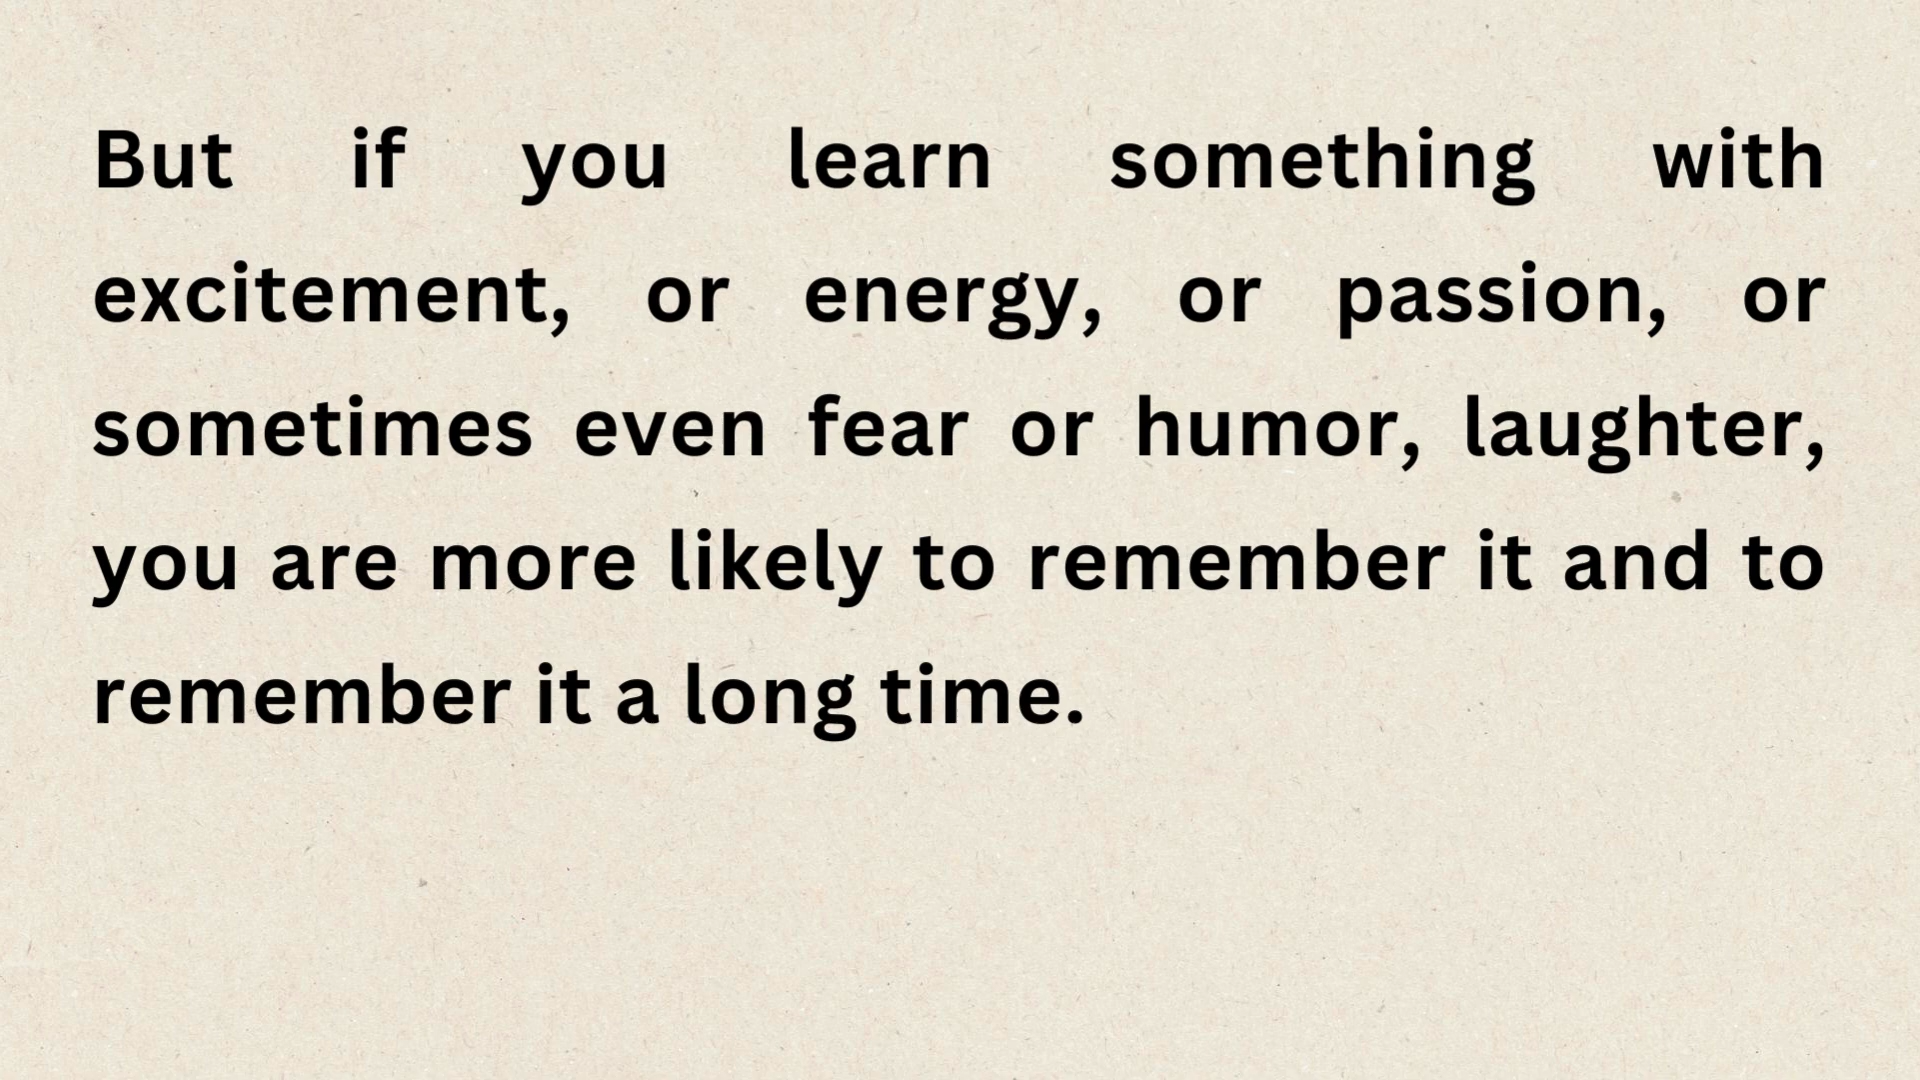 But if you learn something with
excitement, or energy, or passion, or
sometimes even fear or humor, laughter,
you are more likely to remember it and to
remember it a long time.